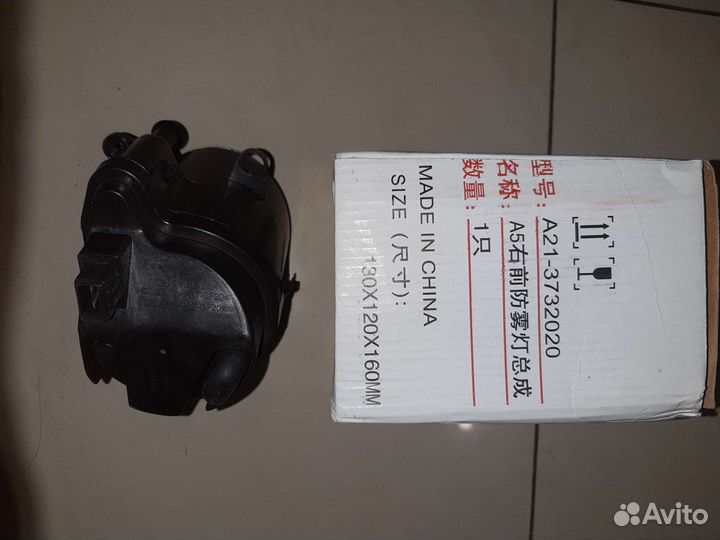 型号: A21-3732020
名称: A5右前防雾灯总成
数量: 1只
MADE IN CHINA
SIZE (尺寸):
130X120X160MM
Avito